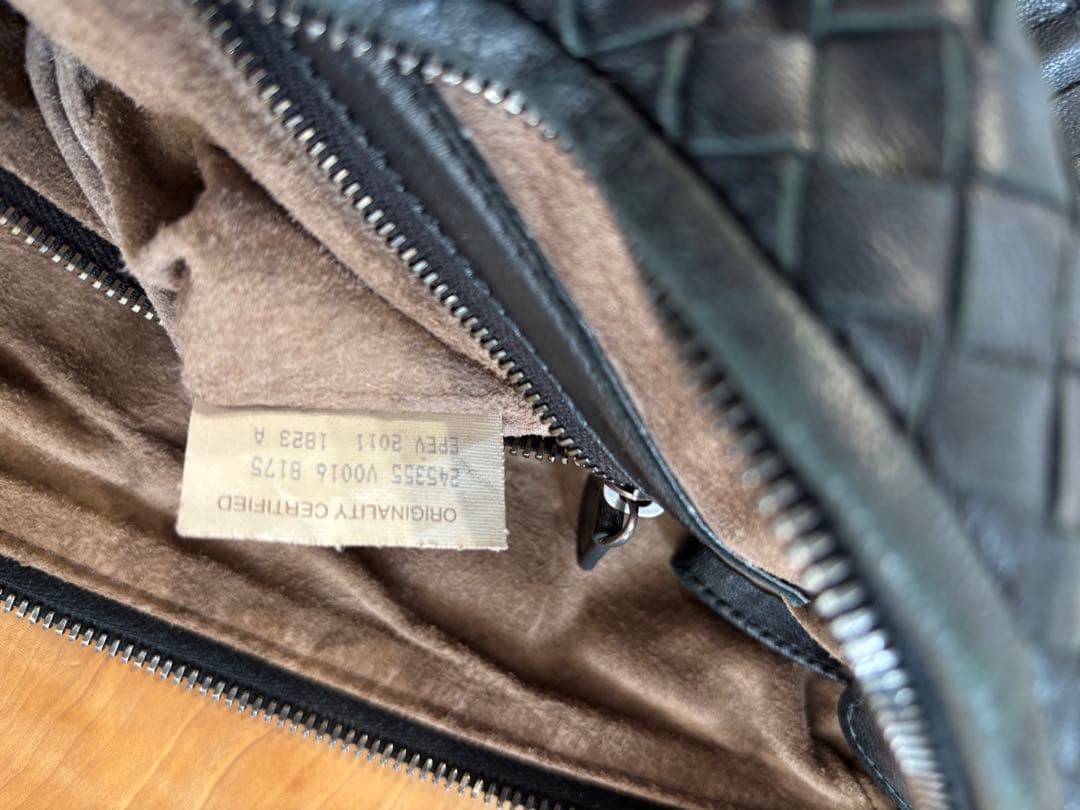 ORIGINALITY CERTIFIED
245355 V0016 8175
EPEV 2011 1823 A